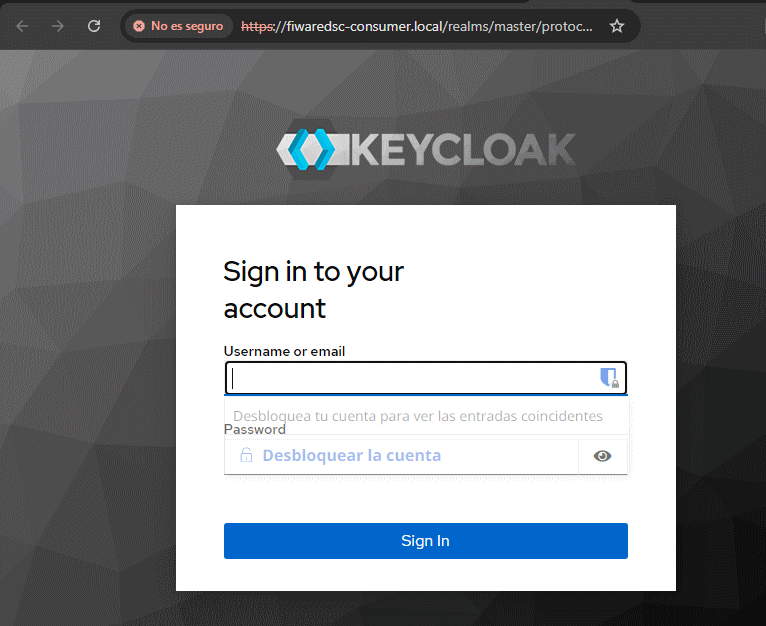 No es seguro https://fiwaredsc-consumer.local/realms/master/protoc...
KEYCLOAK
Sign in to your
account
Username or email
Desbloquea tu cuenta para ver las entradas coincidentes
Password
Desbloquear la cuenta
Sign In